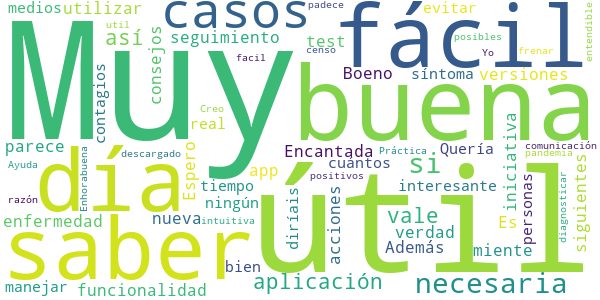 medios
utilizar
casos
padece
evitar
fácil
útil
Muy
util
así
consejos
seguimiento
test
censo
posibles
Yo
frenar
entendible
facil
Boeno
síntoma
versiones
contagios
buena
real
Creo
parece
Ayuda
Enhorabuena
descargado
Espero
Encantada
cuántos
Práctica
Quería
comunicación
pandemia
iniciativa
día
si
app
razón
tiempo
positivos
interesante
personas
diagnosticar
siguientes
ningún
enfermedad
nueva
intuitiva
diríais
acciones
vale
Es
verdad
saber
útil
Además
miente
bien
manejar
funcionalidad
aplicación
necesaria